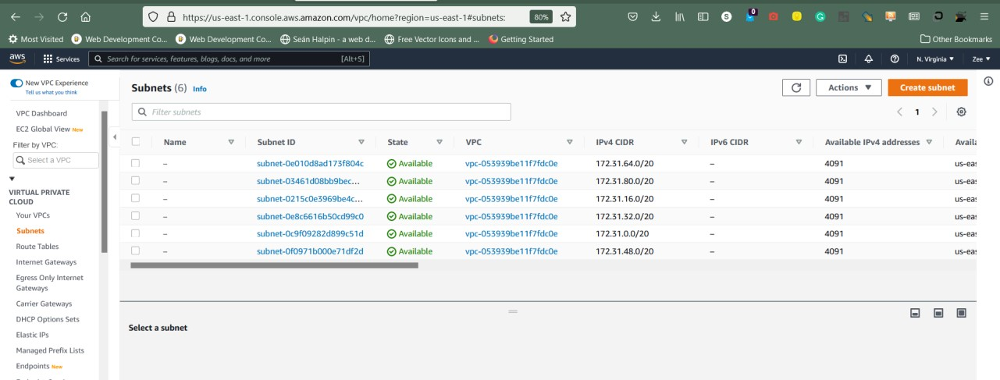 https://us-east-1.console.aws.amazon.com/vpc/home?region=us-east-1#subnets: 80% S 0 G
Most Visited Web Development Co... Web Development Co... Seán Halpin - a web d... Free Vector Icons and ... Getting Started Other Bookmarks
aws Services Search for services, features, blogs, docs, and more [Alt+S] N. Virginia Zee
New VPC Experience
Tell us what you think
VPC Dashboard
EC2 Global View New
Filter by VPC:
Select a VPC
VIRTUAL PRIVATE
CLOUD
Your VPCs
Subnets
Route Tables
Internet Gateways
Egress Only Internet
Gateways
Carrier Gateways
DHCP Options Sets
Elastic IPs
Managed Prefix Lists
Endpoints New
Subnets (6) Info Actions Create subnet
Filter subnets 1
Name Subnet ID State VPC IPv4 CIDR IPv6 CIDR Available IPv4 addresses Availa
– subnet-0e010d8ad173f804c Available vpc-053939be11f7fdc0e 172.31.64.0/20 – 4091 us-eas
– subnet-03461d08bb9bec... Available vpc-053939be11f7fdc0e 172.31.80.0/20 – 4091 us-eas
– subnet-0215c0e3969be4c... Available vpc-053939be11f7fdc0e 172.31.16.0/20 – 4091 us-eas
– subnet-0e8c6616b50cd99c0 Available vpc-053939be11f7fdc0e 172.31.32.0/20 – 4091 us-eas
– subnet-0c9f09282d899c51d Available vpc-053939be11f7fdc0e 172.31.0.0/20 – 4091 us-eas
– subnet-0f0971b000e71df2d Available vpc-053939be11f7fdc0e 172.31.48.0/20 – 4091 us-eas
Select a subnet